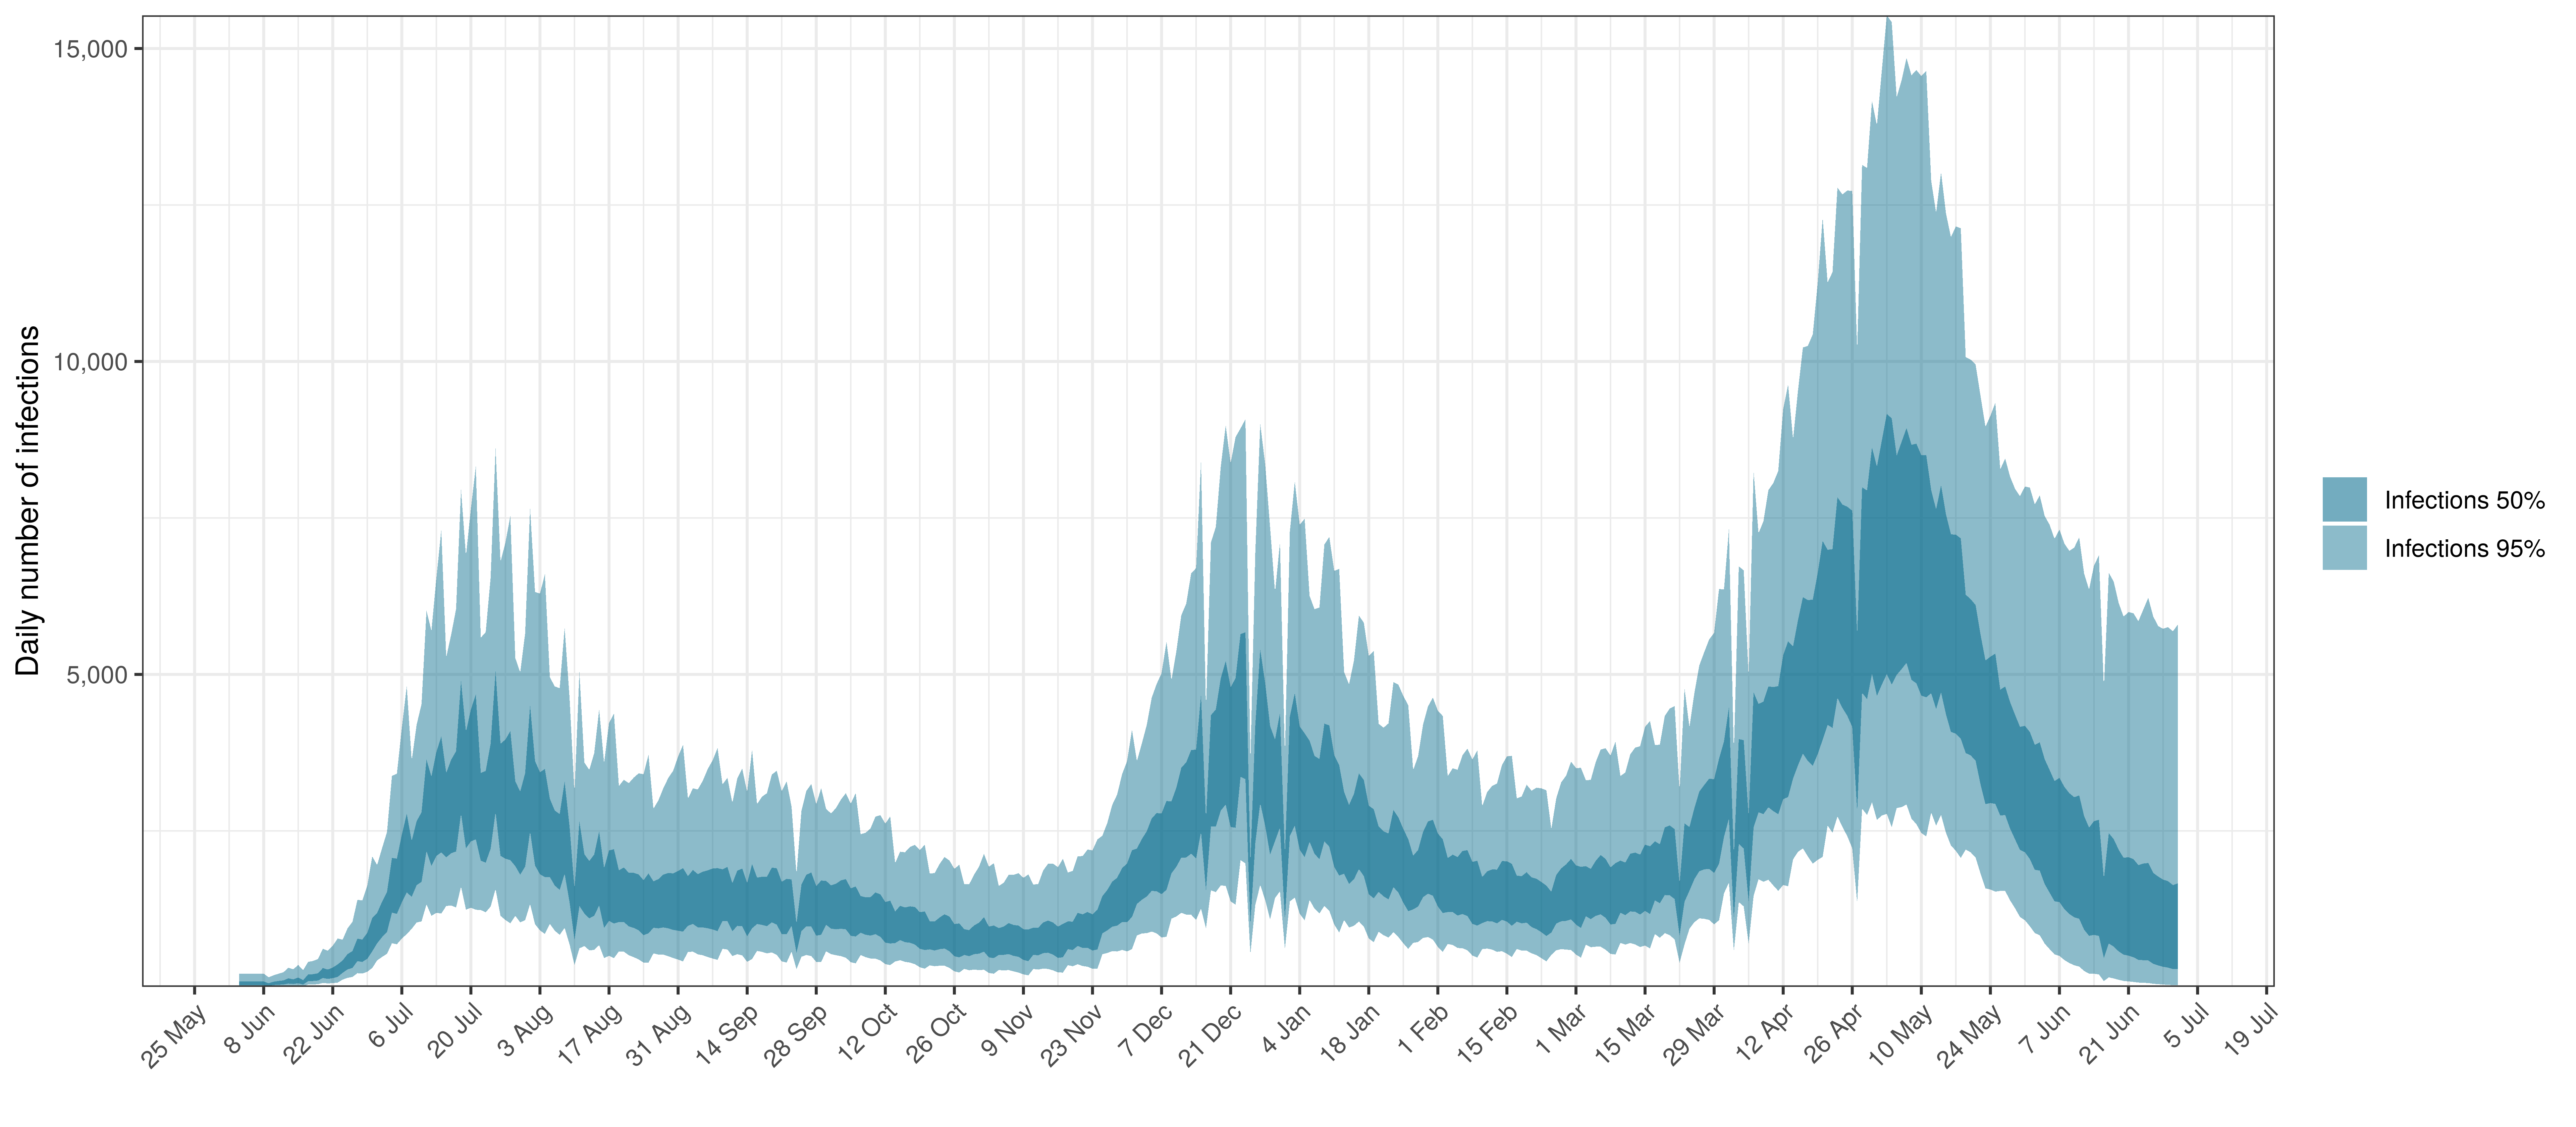 Daily number of infections
15,000
10,000
5,000
25 May
8 Jun
22 Jun
6 Jul
20 Jul
3 Aug
17 Aug
31 Aug
14 Sep
28 Sep
12 Oct
26 Oct
9 Nov
23 Nov
7 Dec
21 Dec
4 Jan
18 Jan
1 Feb
15 Feb
1 Mar
15 Mar
29 Mar
12 Apr
26 Apr
10 May
24 May
7 Jun
21 Jun
5 Jul
19 Jul
Infections 50%
Infections 95%